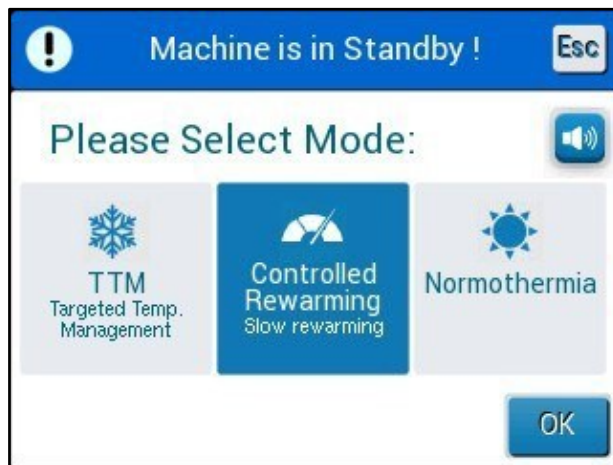 Machine is in Standby !
Esc
Please Select Mode:
TTM
Targeted Temp.
Management
Controlled
Rewarming
Slow rewarming
Normothermia
OK